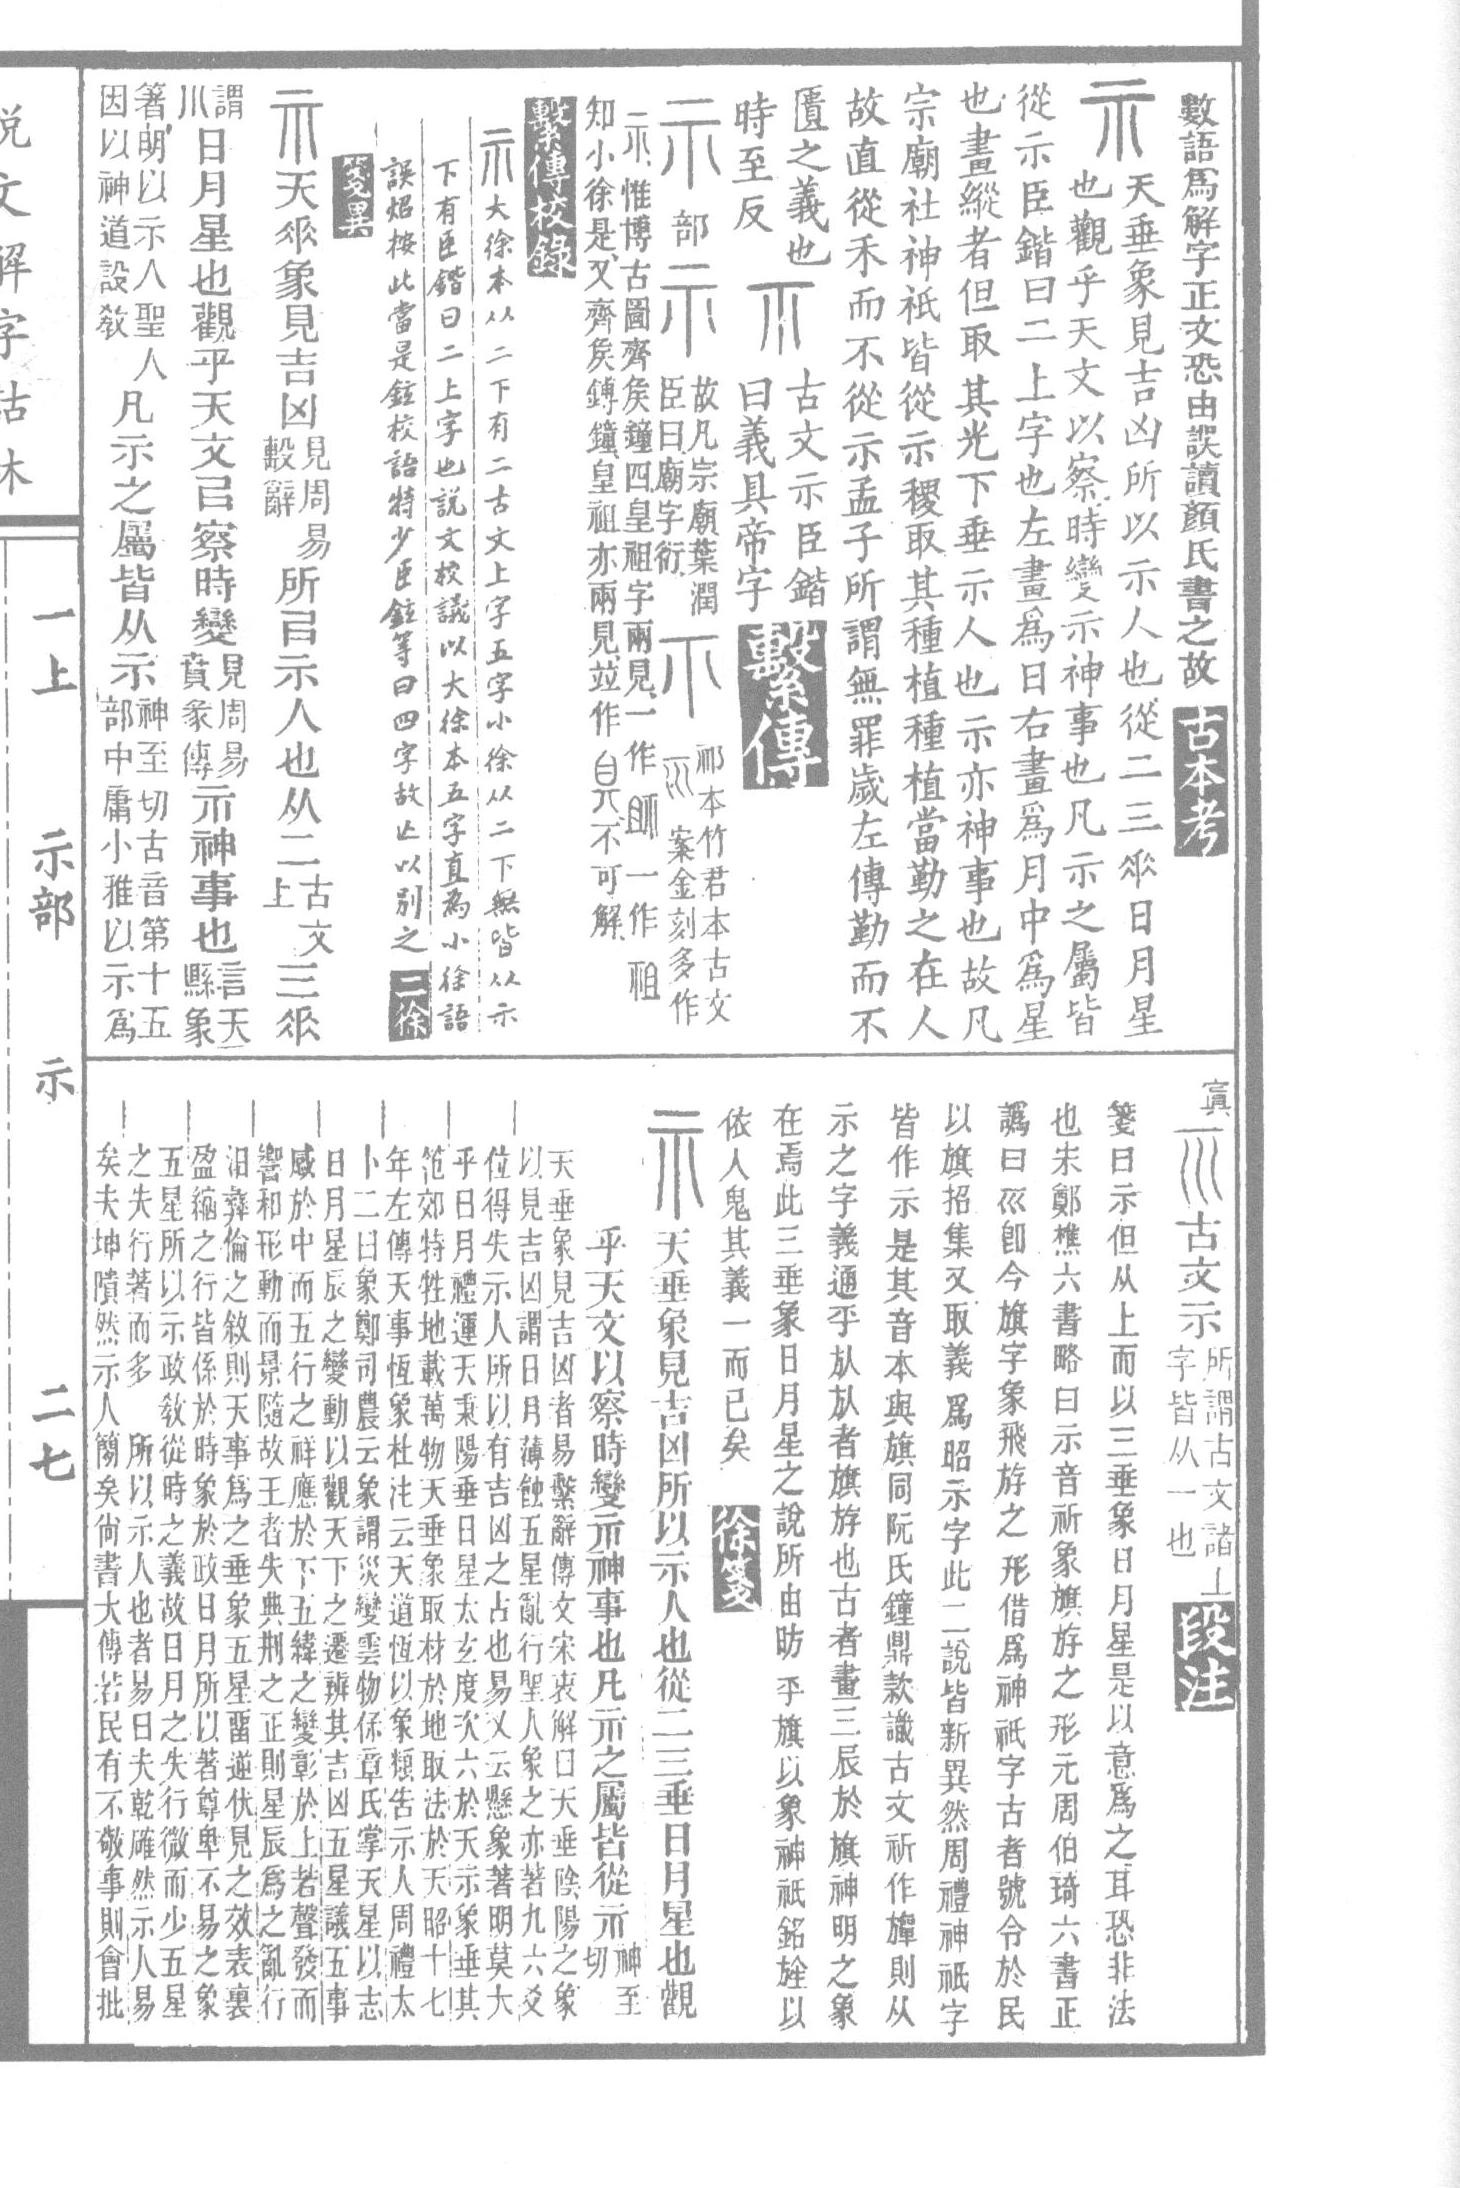 數語爲解字正文恐由誤讀顏氏書之故 古本考
示 天垂象見吉凶所以示人也從二三垂日月星
也觀乎天文以察時變示神事也凡示之屬皆
從示臣鍇曰二上字也左畫爲日右畫爲月中爲星
也畫縱者但取其光下垂示人也示亦神事也故凡
宗廟社神祇皆從示稷取其種植種植當勤之在人
故直從禾而不從示孟子所謂無罪歲左傳勤而不
匱之義也 古文示臣鍇
時至反 曰義具帝字 繫傳
示 部 示 故凡宗廟葉潤
臣曰廟字衍 祁本竹君本古文
案金刻多作
示惟博古圖齊矦鐘四皇祖字兩見一作 一作
知小徐是又齊矦鎛鐘皇祖亦兩見竝作 不可解
繫傳校錄
示大徐本从二下有二古文上字五字小徐从二下無皆从示
下有臣鍇曰二上字也說文校議以大徐本五字直爲小徐語
誤炤按此當是鉉校語特少臣鉉等曰四字故㠯以別之 二徐
箋異
示天𠂹象見吉凶 見周易
繫辭 所㠯示人也从二 古文
上 三𠂹
謂
川 日月星也觀乎天文㠯察時變 見周易
賁彖傳 示神事也 言天
縣象
箸明以示人聖人
因以神道設敎 凡示之屬皆从示 神至切古音第十五
部中庸小雅以示爲
寘 古文示 所謂古文諸丄
字皆从一也 段注
箋曰示但从上而以三垂象日月星是以意爲之耳恐非法
也宋鄭樵六書略曰示音祈象旗斿之形元周伯琦六書正
譌曰巛卽今旗字象飛斿之形借爲神祇字古者號令於民
以旗招集又取義爲昭示字此二說皆新異然周禮神祇字
皆作示是其音本與旗同阮氏鐘鼎款識古文祈作旜則从
示之字義通乎㫃㫃者旗斿也古者畫三辰於旗神明之象
在焉此三垂象日月星之說所由昉乎旗以象神祇銘旌以
依人鬼其義一而已矣 徐箋
示 天垂象見吉凶所以示人也從二三垂日月星也觀
乎天文以察時變示神事也凡示之屬皆從示 神至
切
天垂象見吉凶者易繫辭傳文宋衷解曰天垂陰陽之象
以見吉凶謂日月薄蝕五星亂行聖人象之亦著九六爻
位得失示人所以有吉凶之占也易又云懸象著明莫大
乎日月禮運天秉陽垂日星太玄度次六於天示象垂其
范郊特牲地載萬物天垂象取材於地取法於天昭十七
年左傳天事恆象杜注云天道恆以象類吿示人周禮太
卜二曰象鄭司農云象謂災變雲物保章氏掌天星以志
日月星辰之變動以觀天下之遷辨其吉凶五星議五事
感於中而五行之祥應於下五緯之變彰於上若聲發而
響和形動而景隨故王者失典刑之正則星辰爲之亂行
汩彝倫之敘則天事爲之垂象五星畱逆伏見之效表裏
盈縮之行皆係於時象於政日月所以著尊卑不易之象
五星所以示政敎從時之義故日月之失行微而少五星
之失行著而多 所以示人也者易曰夫乾確然示人易
矣夫坤隤然示人簡矣尙書大傳若民有不敬事則會批
說文解字詁林
一上 示部 示 二七